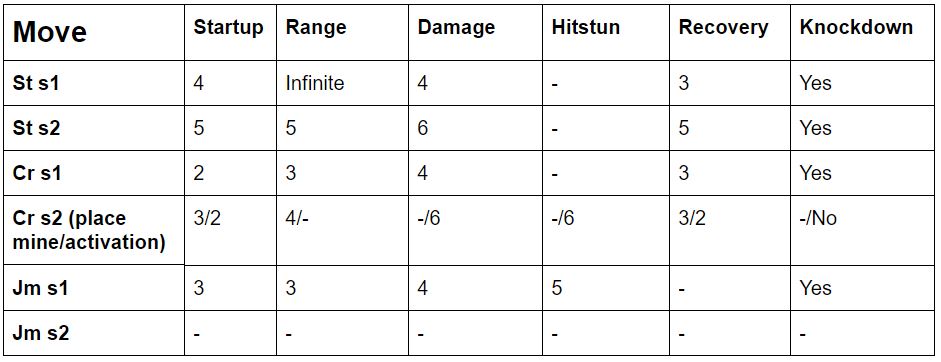 Move Startup Range Damage Hitstun Recovery Knockdown
St s1 4 Infinite 4 - 3 Yes
St s2 5 5 6 - 5 Yes
Cr s1 2 3 4 - 3 Yes
Cr s2 (place 3/2 4/- -/6 -/6 3/2 -/No
mine/activation)
Jm s1 3 3 4 5 - Yes
Jm s2 - - - - - -